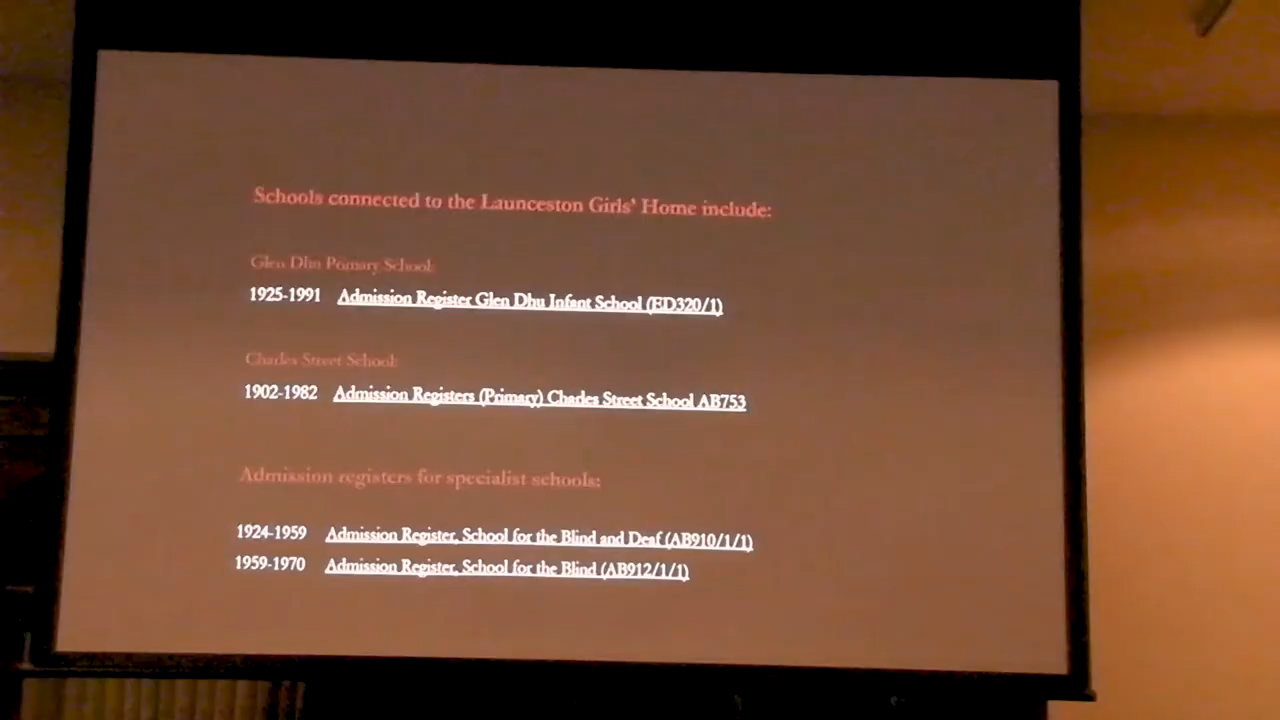 Schools connected to the Launceston Girls' Home include:
Glen Dhu Primary School:
1925-1991 Admission Register Glen Dhu Infant School (ED320/1)
Charles Street School:
1902-1982 Admission Registers (Primary) Charles Street School AB753
Admission registers for specialist schools:
1924-1959 Admission Register, School for the Blind and Deaf (AB910/1/1)
1959-1970 Admission Register, School for the Blind (AB912/1/1)